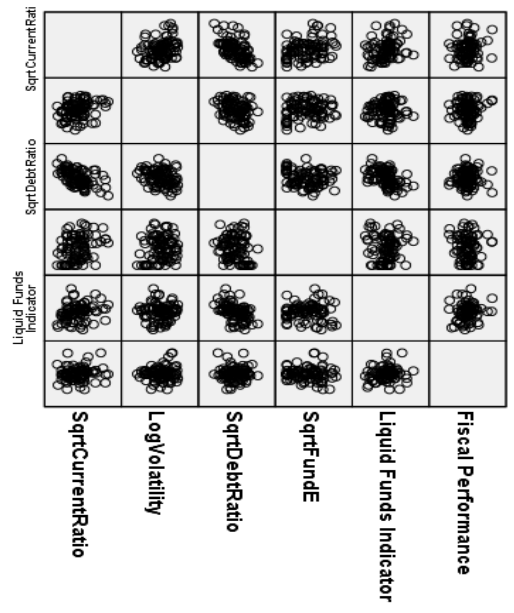 SqrtCurrentRati
SqrtDebtRatio
Liquid Funds
Indicator
SqrtCurrentRatio
LogVolatility
SqrtDebtRatio
SqrtFundE
Liquid Funds Indicator
Fiscal Performance